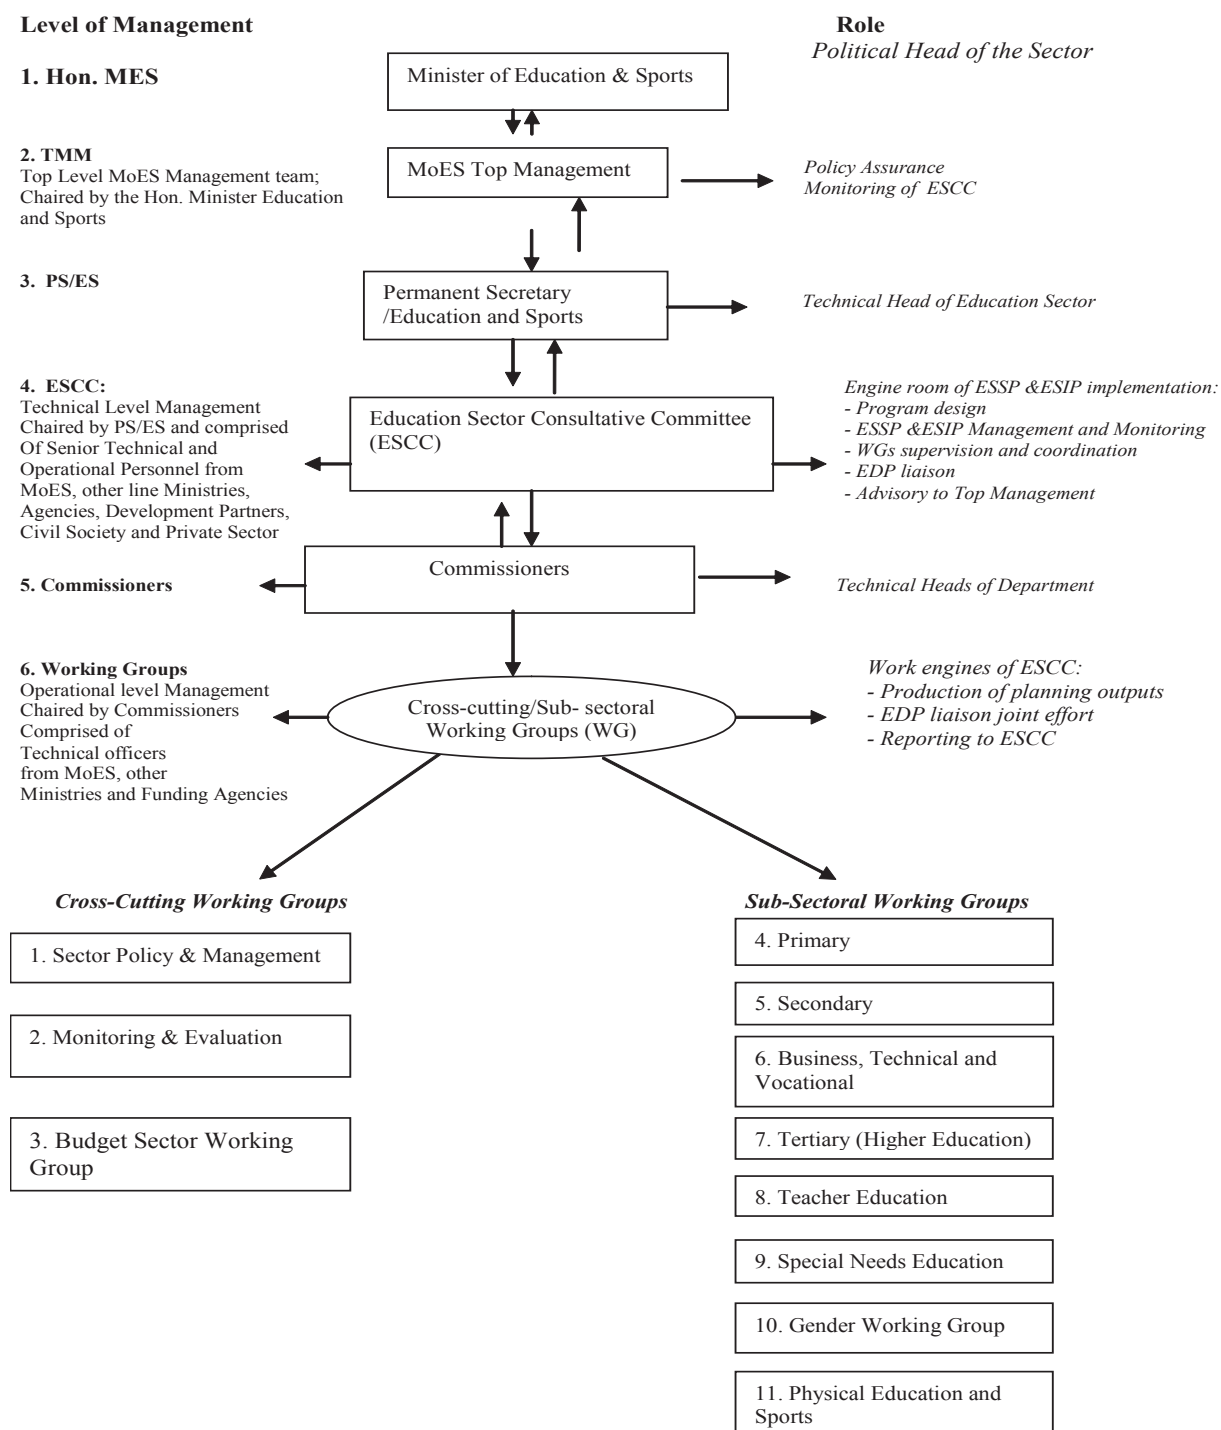 Level of Management
Role
Political Head of the Sector
1. Hon. MES
Minister of Education & Sports
2. TMM
Top Level MoES Management team;
Chaired by the Hon. Minister Education
and Sports
MoES Top Management
Policy Assurance
Monitoring of ESCC
3. PS/ES
Permanent Secretary
/Education and Sports
Technical Head of Education Sector
4. ESCC:
Technical Level Management
Chaired by PS/ES and comprised
Of Senior Technical and
Operational Personnel from
MoES, other line Ministries,
Agencies, Development Partners,
Civil Society and Private Sector
Education Sector Consultative Committee
(ESCC)
Engine room of ESSP &ESIP implementation:
- Program design
- ESSP &ESIP Management and Monitoring
- WGs supervision and coordination
- EDP liaison
- Advisory to Top Management
5. Commissioners
Commissioners
Technical Heads of Department
6. Working Groups
Operational level Management
Chaired by Commissioners
Comprised of
Technical officers
from MoES, other
Ministries and Funding Agencies
Cross-cutting/Sub- sectoral
Working Groups (WG)
Work engines of ESCC:
- Production of planning outputs
- EDP liaison joint effort
- Reporting to ESCC
Cross-Cutting Working Groups
1. Sector Policy & Management
2. Monitoring & Evaluation
3. Budget Sector Working
Group
Sub-Sectoral Working Groups
4. Primary
5. Secondary
6. Business, Technical and
Vocational
7. Tertiary (Higher Education)
8. Teacher Education
9. Special Needs Education
10. Gender Working Group
11. Physical Education and
Sports